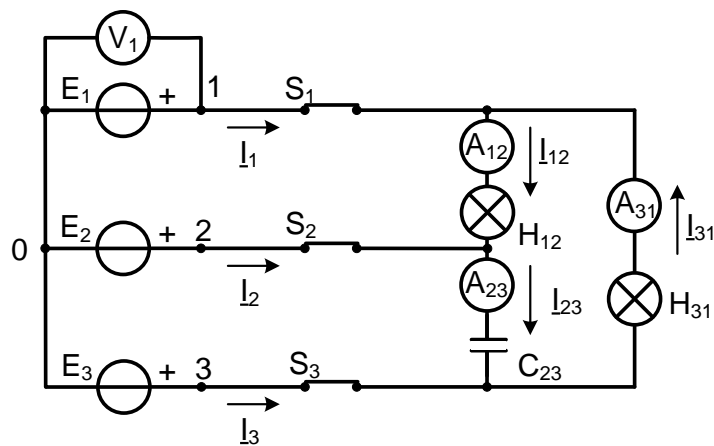 V₁
E₁ + 1 S₁
I₁ A₁₂ I₁₂
A₃₁ I₃₁
E₂ + 2 S₂ H₁₂
0
I₂ A₂₃ I₂₃ H₃₁
E₃ + 3 S₃ C₂₃
I₃